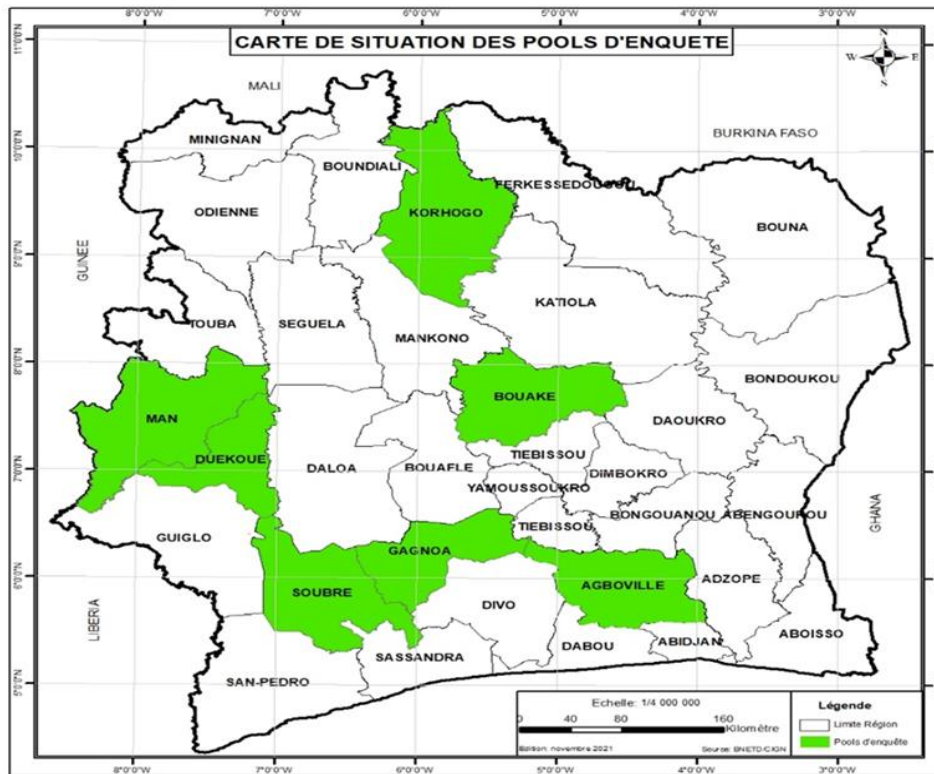 8°0'0"W 7°0'0"W 6°0'0"W 5°0'0"W 4°0'0"W 3°0'0"W
CARTE DE SITUATION DES POOLS D'ENQUETE
N
W E
S
MALI
BURKINA FASO
GUINEE
LIBERIA
GHANA
MINIGNAN
BOUNDIALI
FERKESSEDOUGOU
ODIENNE
KORHOGO
BOUNA
KATIOLA
TOUBA
SEGUELA
MANKONO
BONDOUKOU
BOUAKE
MAN
DAOUKRO
DUEKOUE
DALOA
BOUAFLE
TIEBISSOU
DIMBOKRO
YAMOUSSOUKRO
BONGOUANOU
ABENGOUROU
TIEBISSOU
GUIGLO
GAGNOA
SOUBRE
AGBOVILLE
ADZOPE
DIVO
ABOISSO
DABOU
ABIDJAN
SASSANDRA
SAN-PEDRO
Echelle: 1/4 000 000
0 40 80 160
Kilomètre
Edition: novembre 2021
Source: BNETD/CIGN
Légende
Limite Région
Pools d'enquête
8°0'0"W 7°0'0"W 6°0'0"W 5°0'0"W 4°0'0"W 3°0'0"W